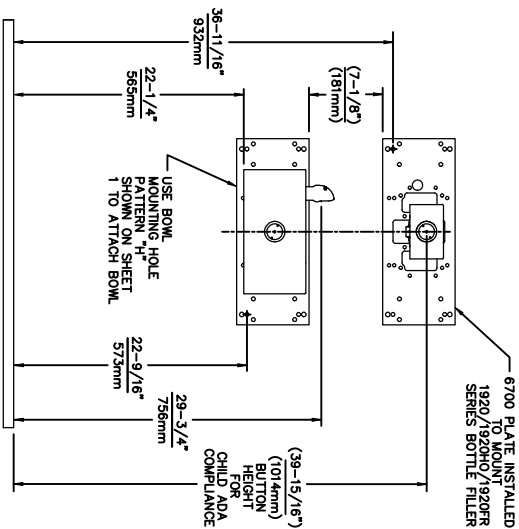 6700 PLATE INSTALLED
TO MOUNT
1920/1920HO/1920FR
SERIES BOTTLE FILLER
36-11/16"
932mm
22-1/4"
565mm
(7-1/8")
(181mm)
USE BOWL
MOUNTING HOLE
PATTERN "H"
SHOWN ON SHEET
1 TO ATTACH BOWL
22-9/16"
573mm
29-3/4"
756mm
(39-15/16")
(1014mm)
BUTTON
HEIGHT
FOR
CHILD ADA
COMPLIANCE